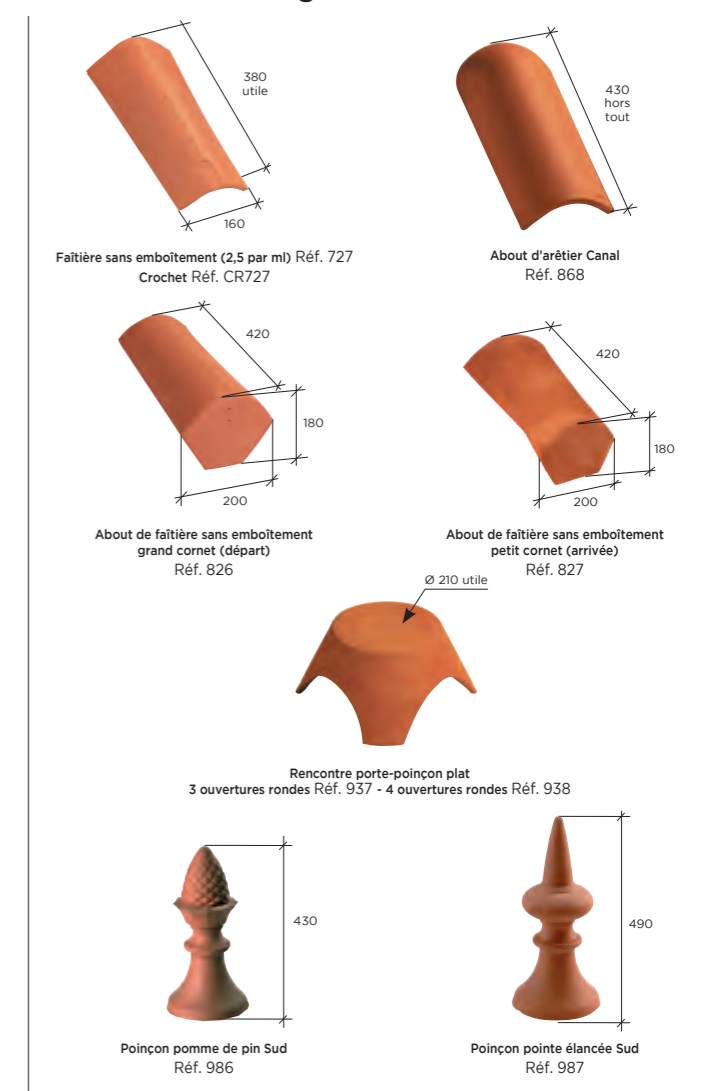 380
utile
160
Faîtière sans emboîtement (2,5 par ml) Réf. 727
Crochet Réf. CR727
430
hors
tout
About d'arêtier Canal
Réf. 868
420
180
200
About de faîtière sans emboîtement
grand cornet (départ)
Réf. 826
420
180
200
About de faîtière sans emboîtement
petit cornet (arrivée)
Réf. 827
Ø 210 utile
Rencontre porte-poinçon plat
3 ouvertures rondes Réf. 937 - 4 ouvertures rondes Réf. 938
430
Poinçon pomme de pin Sud
Réf. 986
490
Poinçon pointe élancée Sud
Réf. 987